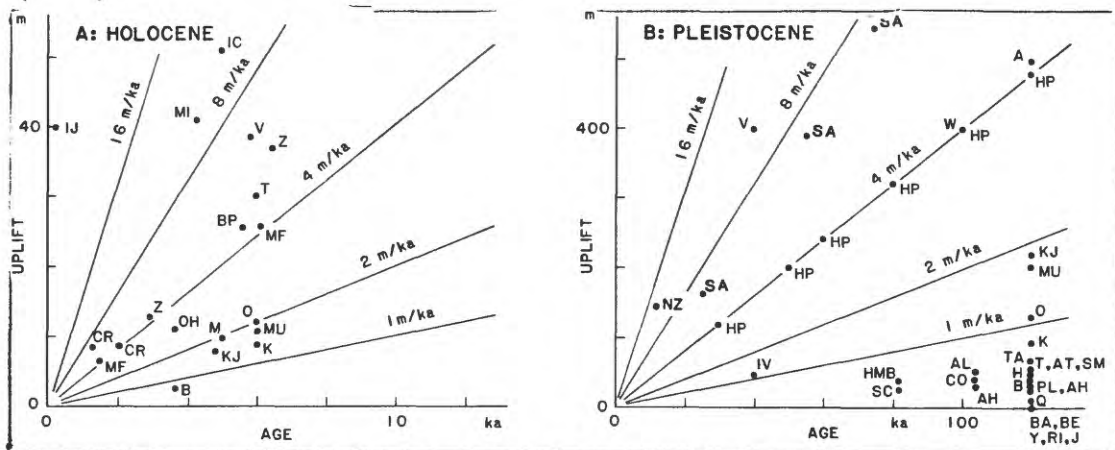 m
A: HOLOCENE
IC
16 m/ka
8 m/ka
MI
40
IJ
V
Z
4 m/ka
T
BP
MF
UPLIFT
2 m/ka
Z
OH
O
M
MU
1 m/ka
CR
CR
KJ
K
MF
B
0
10
AGE
ka
m
B: PLEISTOCENE
SA
A
HP
16 m/ka
8 m/ka
400
V
SA
W
HP
4 m/ka
HP
UPLIFT
HP
2 m/ka
KJ
HP
MU
SA
NZ
O
HP
1 m/ka
K
IV
TA
T, AT, SM
HMB
AL
H
SC
CO
B
PL, AH
AH
Q
0
AGE
ka
100
BA, BE
Y, RI, J